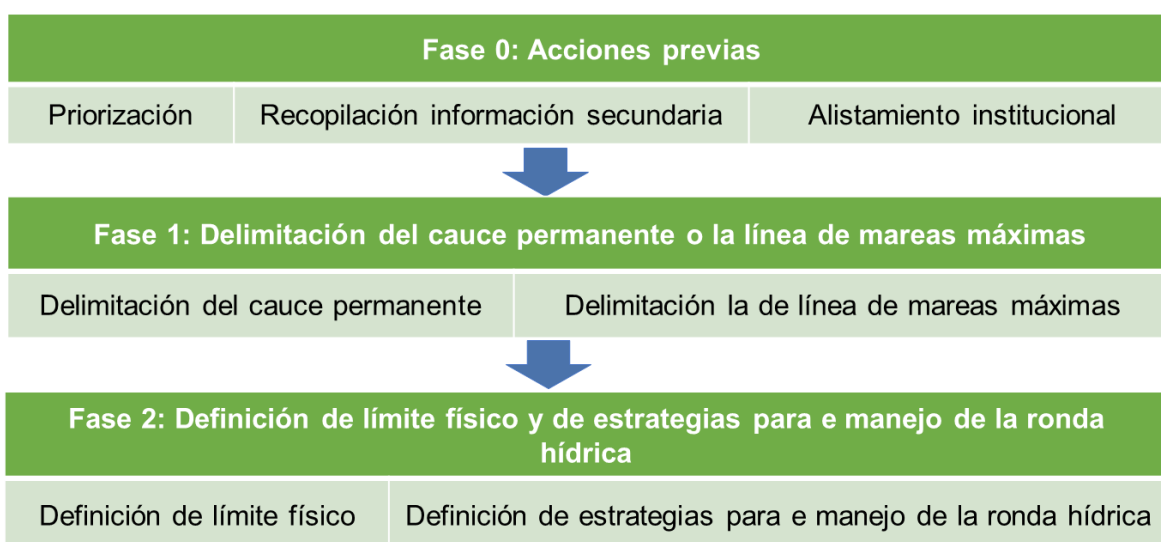 Fase 0: Acciones previas
Priorización
Recopilación información secundaria
Alistamiento institucional
Fase 1: Delimitación del cauce permanente o la línea de mareas máximas
Delimitación del cauce permanente
Delimitación la de línea de mareas máximas
Fase 2: Definición de límite físico y de estrategias para e manejo de la ronda
hídrica
Definición de límite físico
Definición de estrategias para e manejo de la ronda hídrica